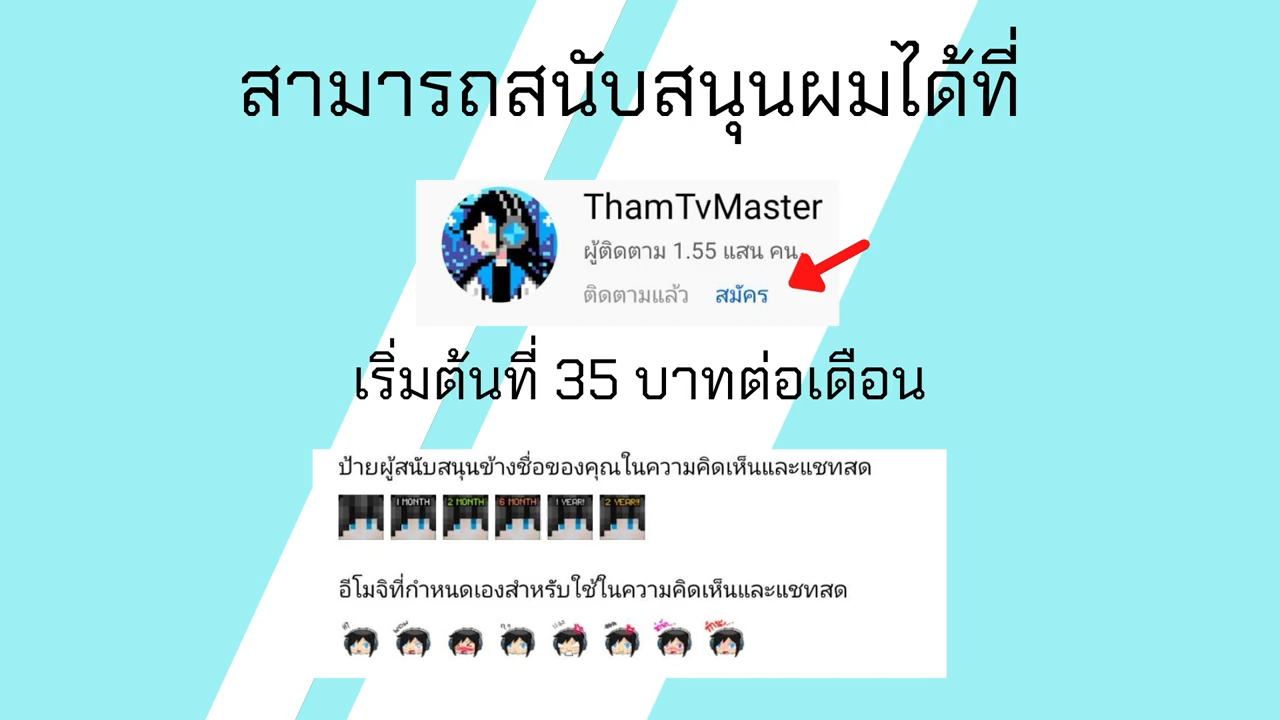 สามารถสนับสนุนผมได้ที่
ThamTvMaster
ผู้ติดตาม 1.55 แสน คน
ติดตามแล้ว สมัคร
เริ่มต้นที่ 35 บาทต่อเดือน
ป้ายผู้สนับสนุนข้างชื่อของคุณในความคิดเห็นและแชทสด
1 MONTH 2 MONTH 6 MONTH 1 YEAR! 2 YEAR!!
อีโมจิที่กำหนดเองสำหรับใช้ในความคิดเห็นและแชทสด